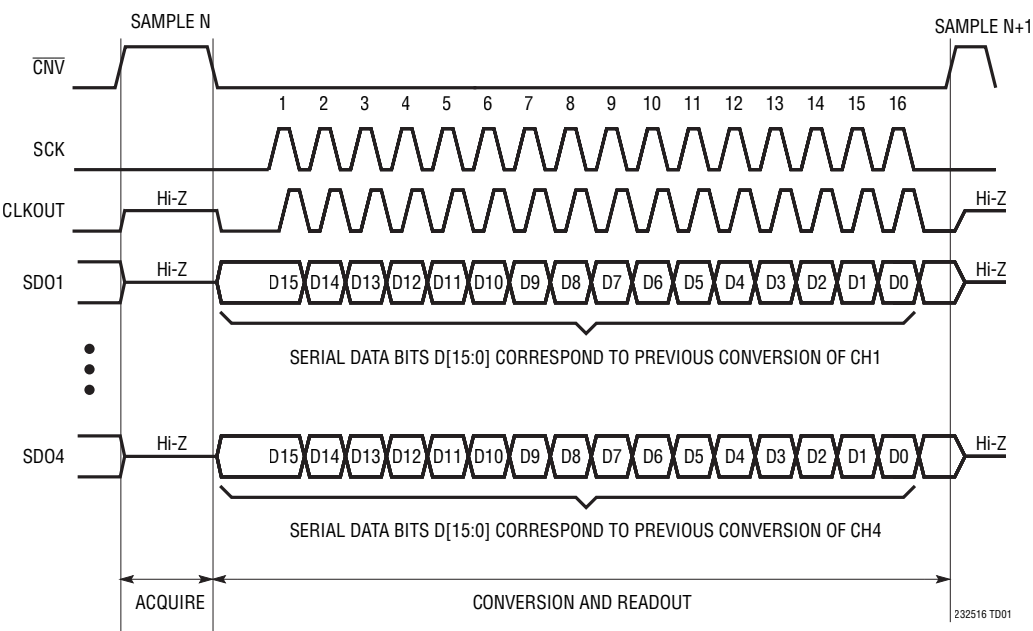 SAMPLE N
SAMPLE N+1
CNV
1 2 3 4 5 6 7 8 9 10 11 12 13 14 15 16
SCK
CLKOUT Hi-Z Hi-Z
SDO1 Hi-Z D15 D14 D13 D12 D11 D10 D9 D8 D7 D6 D5 D4 D3 D2 D1 D0 Hi-Z
SERIAL DATA BITS D[15:0] CORRESPOND TO PREVIOUS CONVERSION OF CH1
SDO4 Hi-Z D15 D14 D13 D12 D11 D10 D9 D8 D7 D6 D5 D4 D3 D2 D1 D0 Hi-Z
SERIAL DATA BITS D[15:0] CORRESPOND TO PREVIOUS CONVERSION OF CH4
ACQUIRE CONVERSION AND READOUT
232516 TD01